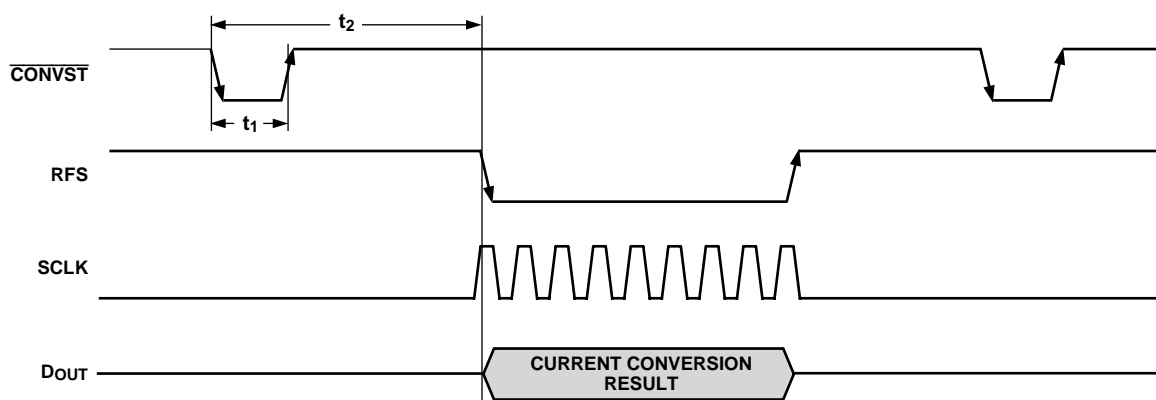 t2
CONVST
t1
RFS
SCLK
DOUT
CURRENT CONVERSION
RESULT